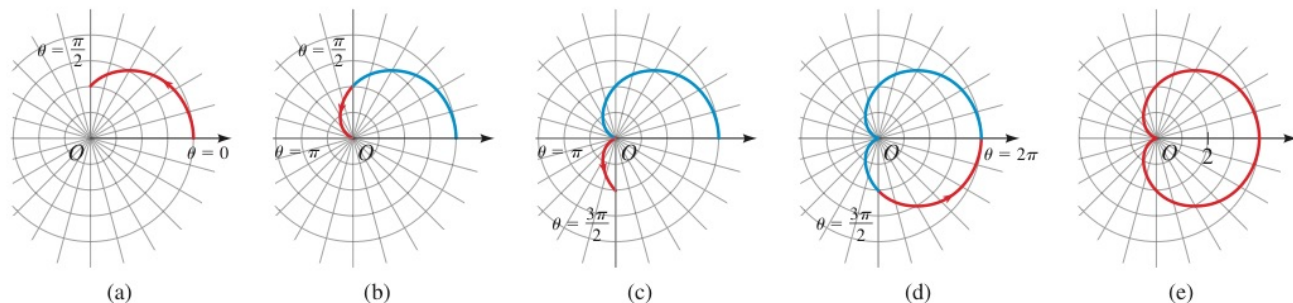 θ = π/2
O
θ = 0
(a)
θ = π/2
θ = π
O
(b)
θ = π
O
θ = 3π/2
(c)
O
θ = 2π
θ = 3π/2
(d)
O
2
(e)